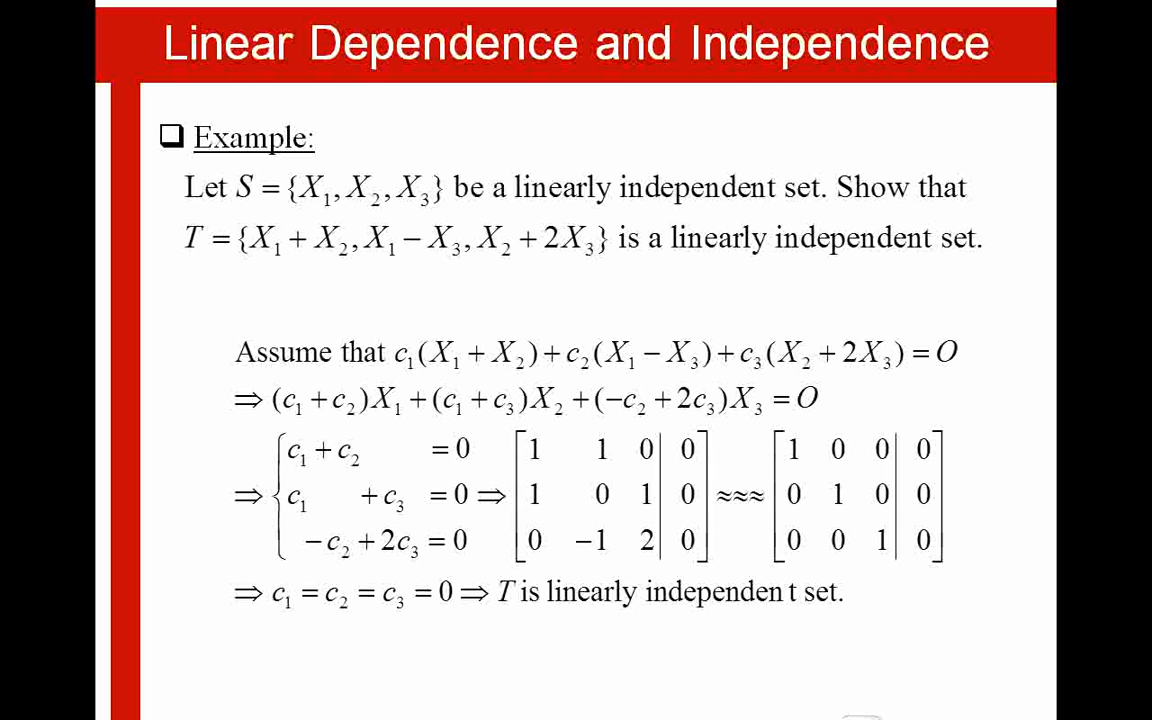 Linear Dependence and Independence
❑ Example:
Let S = {X₁, X₂, X₃} be a linearly independent set. Show that
T = {X₁ + X₂, X₁ − X₃, X₂ + 2X₃} is a linearly independent set.
Assume that c₁(X₁ + X₂) + c₂(X₁ − X₃) + c₃(X₂ + 2X₃) = O
⇒ (c₁ + c₂)X₁ + (c₁ + c₃)X₂ + (−c₂ + 2c₃)X₃ = O
c₁ + c₂ = 0 [1 1 0 | 0] [1 0 0 | 0]
⇒ { c₁ + c₃ = 0 ⇒ [1 0 1 | 0] ≈≈≈ [0 1 0 | 0]
−c₂ + 2c₃ = 0 [0 −1 2 | 0] [0 0 1 | 0]
⇒ c₁ = c₂ = c₃ = 0 ⇒ T is linearly independen t set.